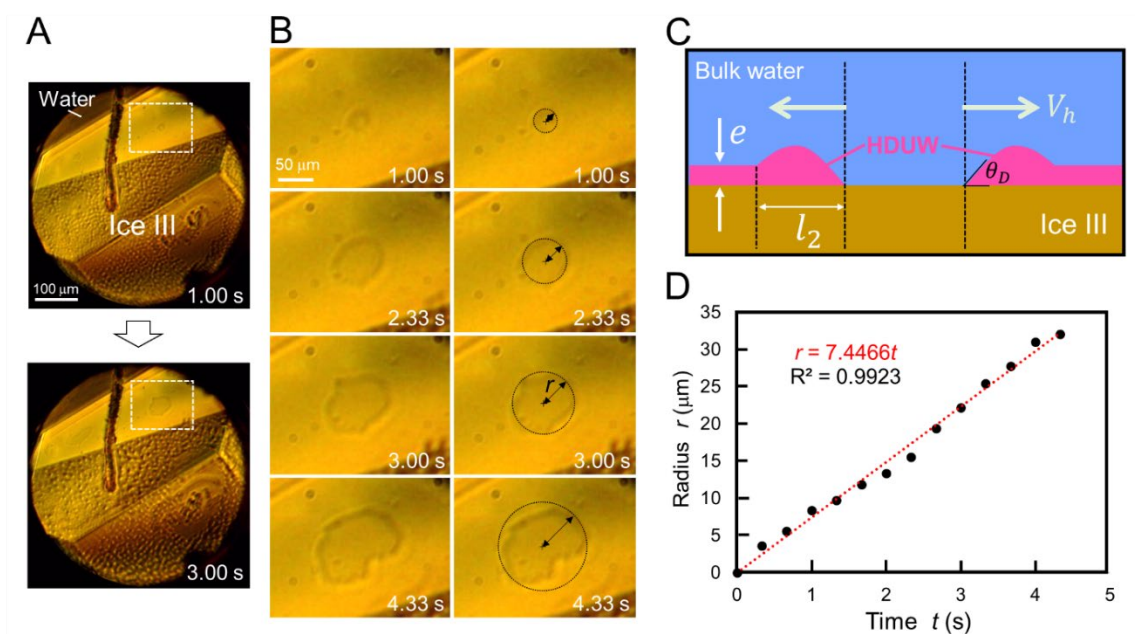 A
Water
Ice III
100 μm
1.00 s
3.00 s
B
50 μm
1.00 s
1.00 s
2.33 s
2.33 s
r
3.00 s
3.00 s
4.33 s
4.33 s
C
Bulk water
V_h
e
HDUW
θ_D
l_2
Ice III
D
r = 7.4466t
R² = 0.9923
Radius r (μm)
35
30
25
20
15
10
5
0
0 1 2 3 4 5
Time t (s)